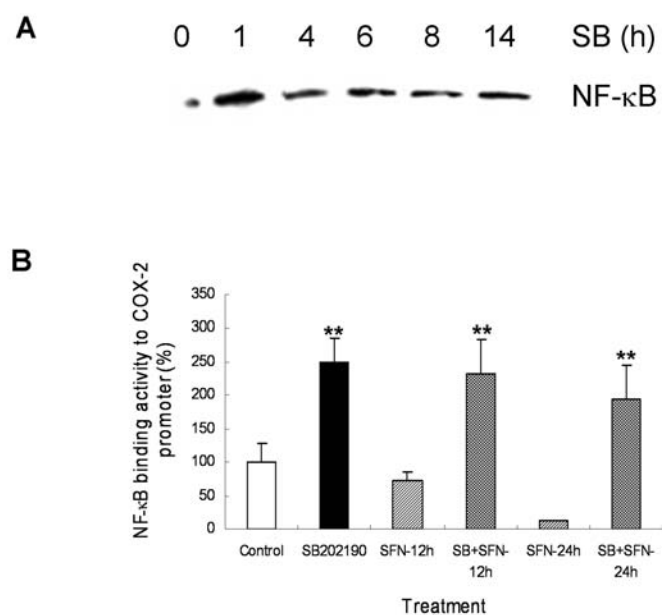 A
0 1 4 6 8 14 SB (h)
NF-κB
B
NF-κB binding activity to COX-2
promoter (%)
350
300
250
200
150
100
50
0
** ** **
Control SB202190 SFN-12h SB+SFN- SFN-24h SB+SFN-
12h 24h
Treatment